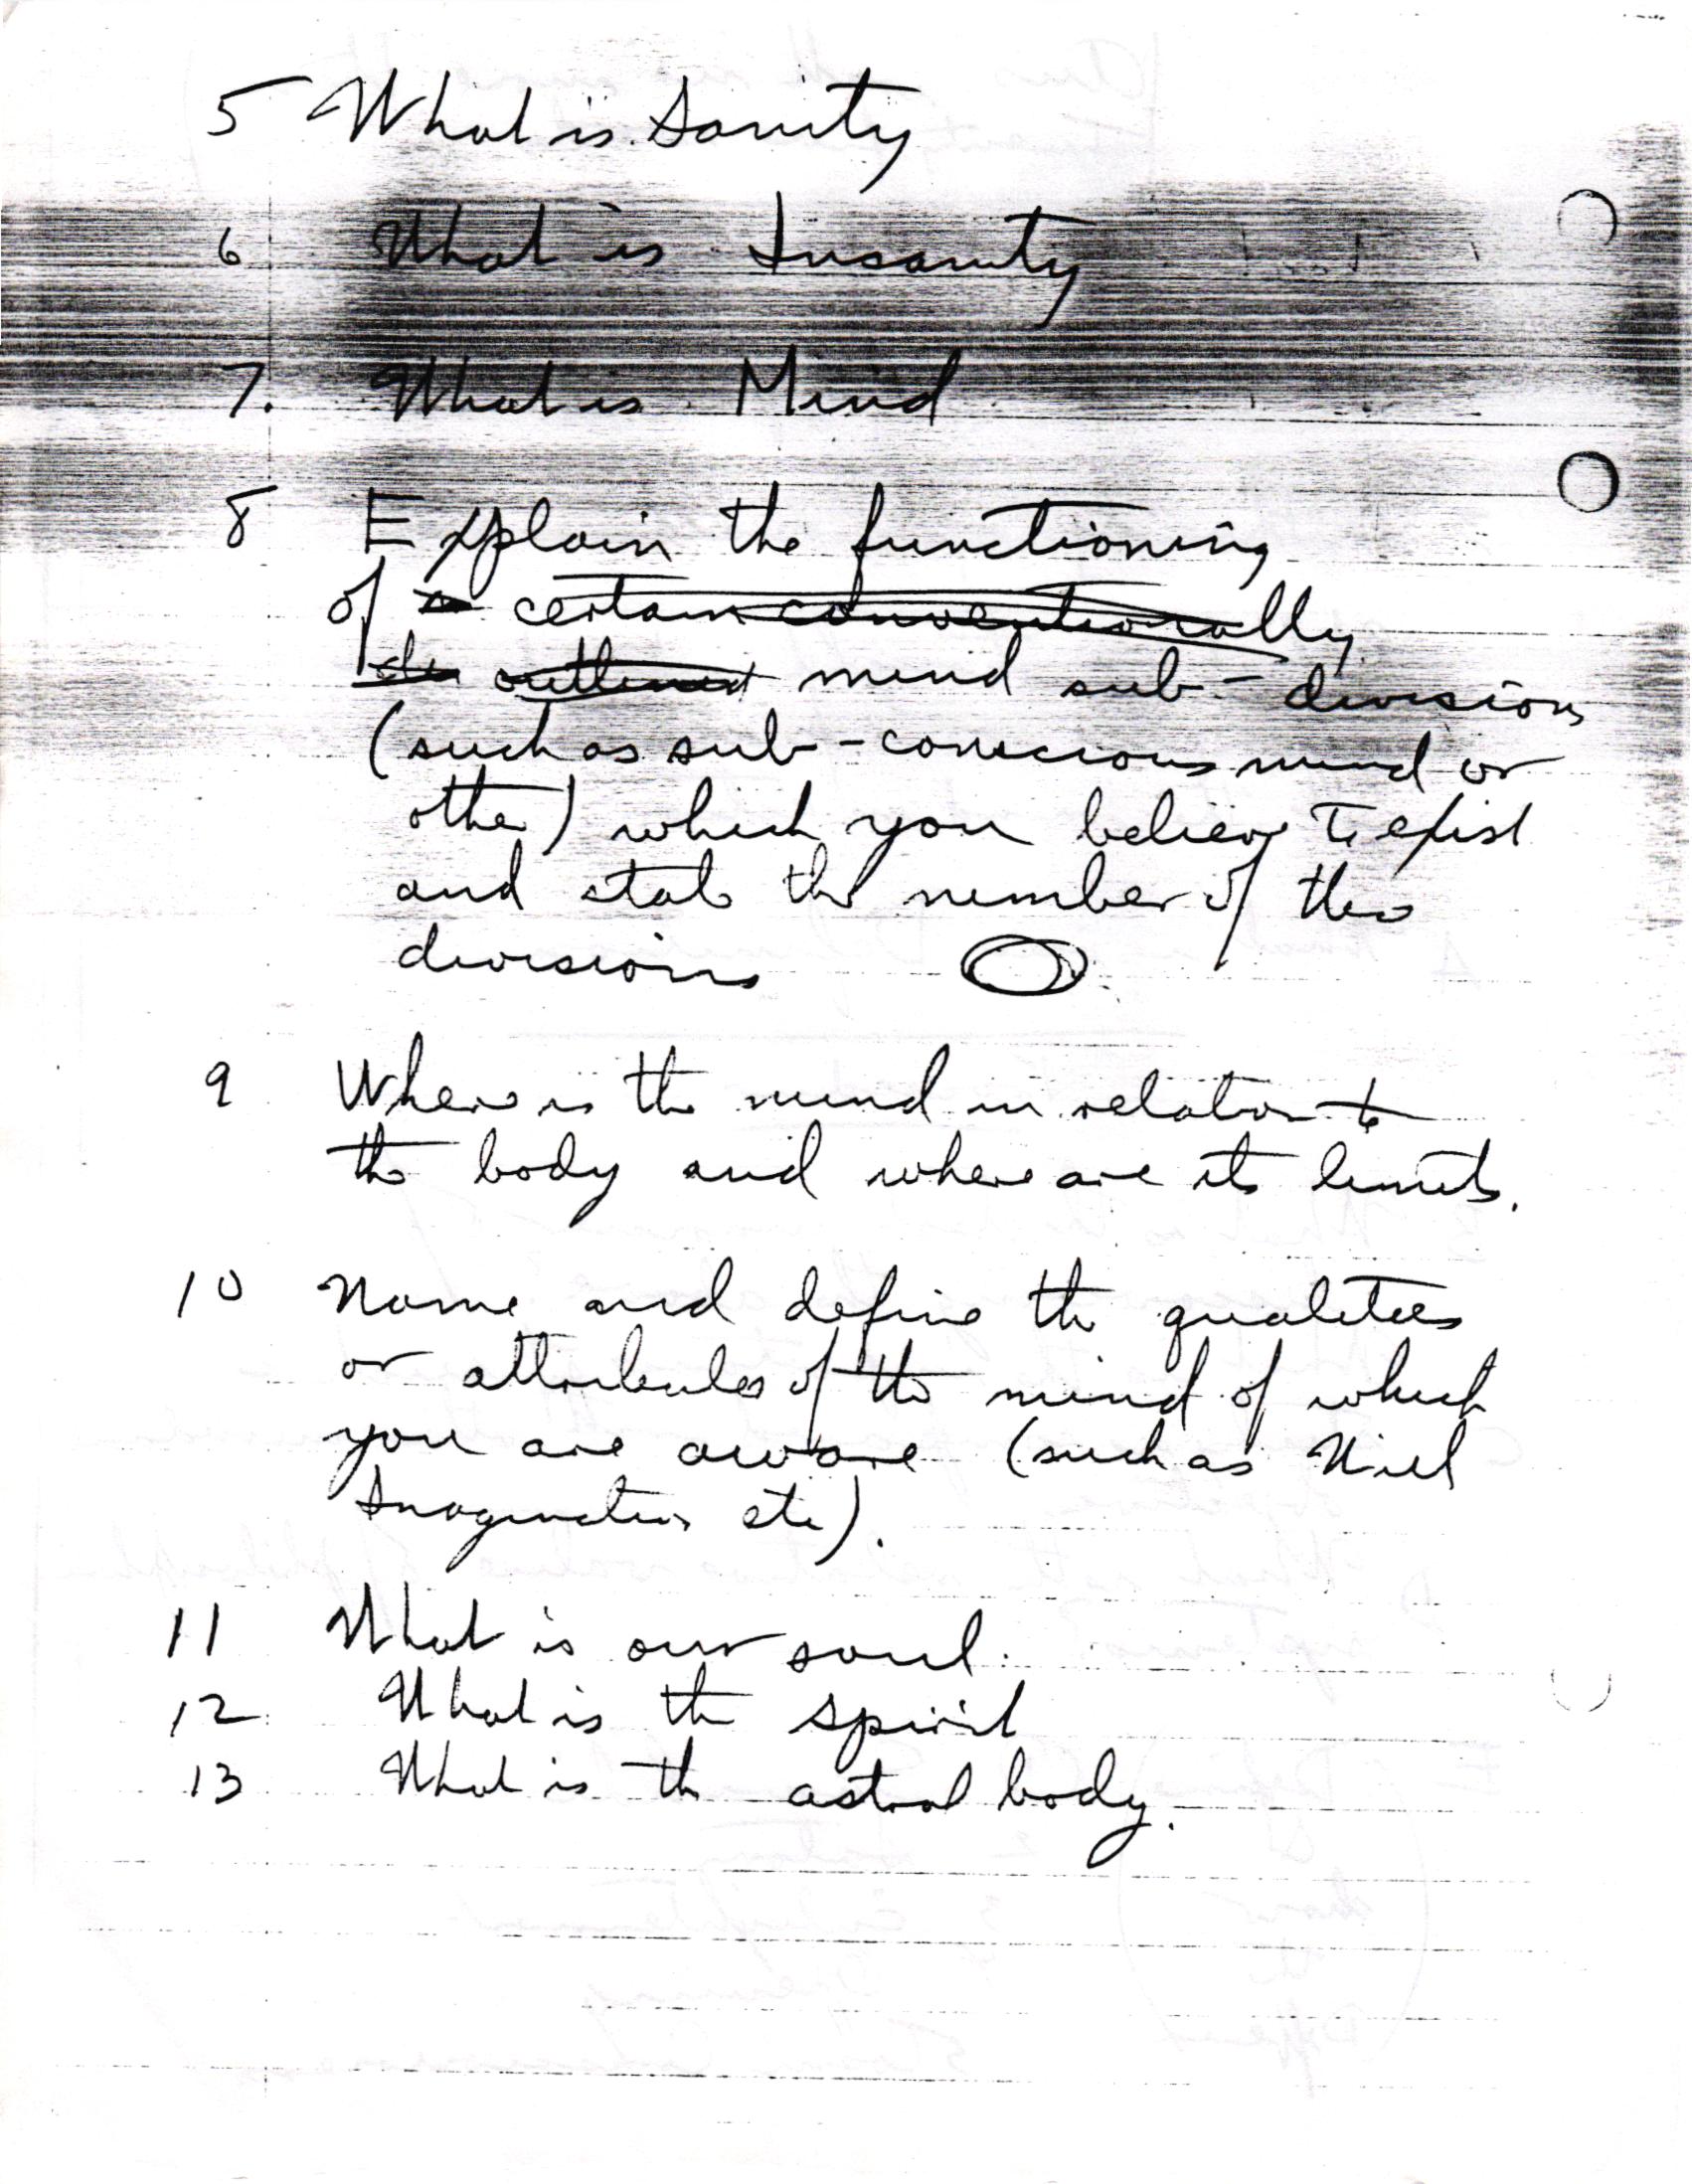 5 What is Sanity
6 What is Insanity
7. What is Mind
8 Explain the functioning
of certain conventionally
outlined mind sub-divisions
(such as sub-conscious mind or
other) which you believe to exist
and state the number of these
divisions
9 Where is the mind in relation to
the body and where are its limits.
10 Name and define the qualities
or attributes of the mind of which
you are aware (such as Will
Imagination etc).
11 What is our soul.
12 What is the spirit
13 What is the astral body.